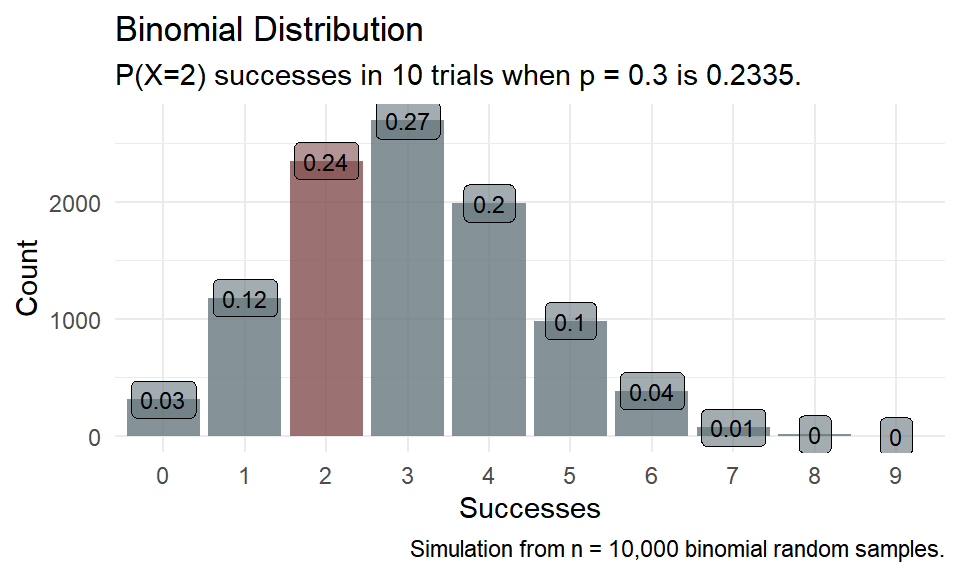 Binomial Distribution
P(X=2) successes in 10 trials when p = 0.3 is 0.2335.
0.27
0.24
2000
0.2
Count
0.12
1000
0.1
0.03
0.04
0.01
0
0
0
0 1 2 3 4 5 6 7 8 9
Successes
Simulation from n = 10,000 binomial random samples.